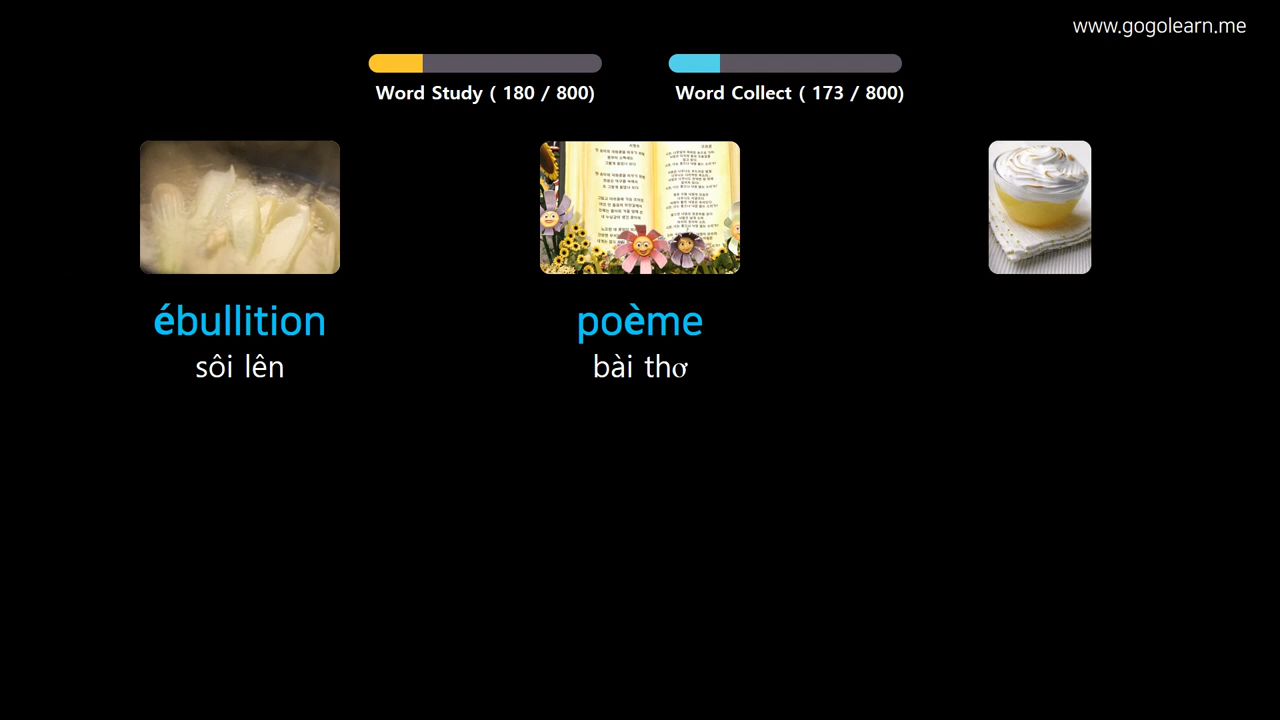 www.gogolearn.me
Word Study ( 180 / 800)
Word Collect ( 173 / 800)
ébullition
sôi lên
poème
bài thơ